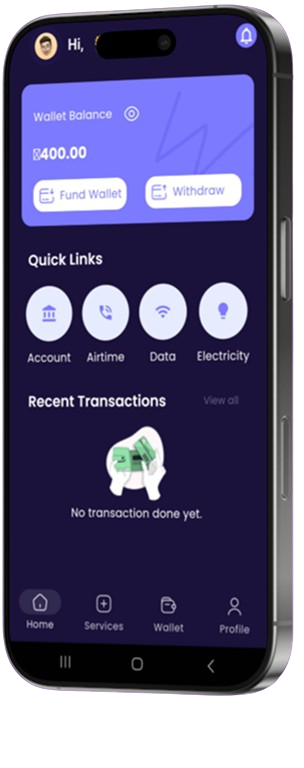 Hi,
Wallet Balance
400.00
Fund Wallet Withdraw
Quick Links
Account Airtime Data Electricity
Recent Transactions View all
No transaction done yet.
Home Services Wallet Profile